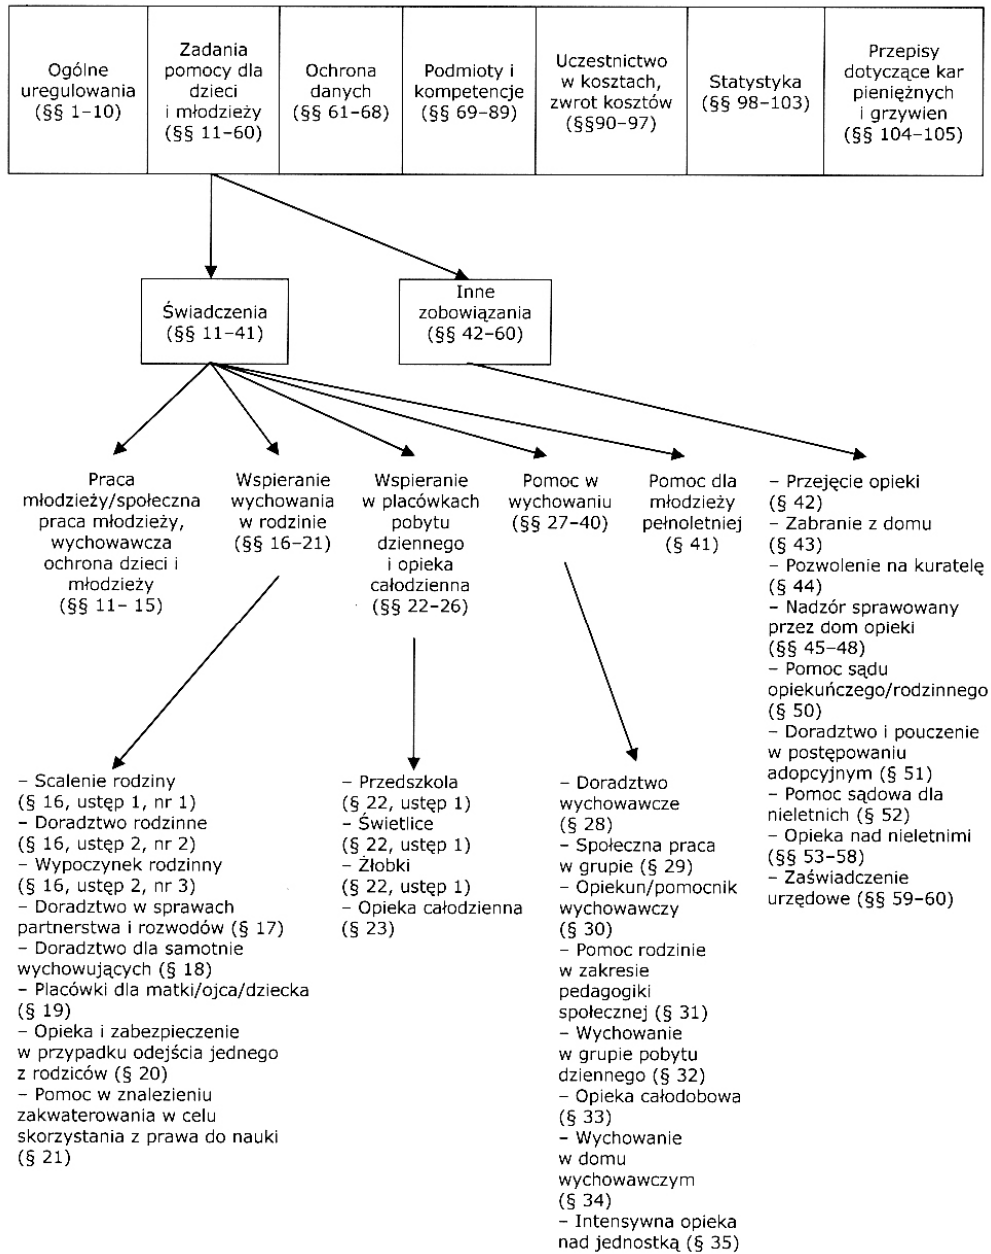 Ogólne
uregulowania
(§§ 1–10)
Zadania
pomocy dla
dzieci
i młodzieży
(§§ 11–60)
Ochrona
danych
(§§ 61–68)
Podmioty i
kompetencje
(§§ 69–89)
Uczestnictwo
w kosztach,
zwrot kosztów
(§§90–97)
Statystyka
(§§ 98–103)
Przepisy
dotyczące kar
pieniężnych
i grzywien
(§§ 104–105)
Świadczenia
(§§ 11–41)
Inne
zobowiązania
(§§ 42–60)
Praca
młodzieży/społeczna
praca młodzieży,
wychowawcza
ochrona dzieci i
młodzieży
(§§ 11– 15)
Wspieranie
wychowania
w rodzinie
(§§ 16–21)
Wspieranie
w placówkach
pobytu
dziennego
i opieka
całodzienna
(§§ 22–26)
Pomoc w
wychowaniu
(§§ 27–40)
Pomoc dla
młodzieży
pełnoletniej
(§ 41)
– Przejęcie opieki
(§ 42)
– Zabranie z domu
(§ 43)
– Pozwolenie na kuratelę
(§ 44)
– Nadzór sprawowany
przez dom opieki
(§§ 45–48)
– Pomoc sądu
opiekuńczego/rodzinnego
(§ 50)
– Doradztwo i pouczenie
w postępowaniu
adopcyjnym (§ 51)
– Pomoc sądowa dla
nieletnich (§ 52)
– Opieka nad nieletnimi
(§§ 53–58)
– Zaświadczenie
urzędowe (§§ 59–60)
– Scalenie rodziny
(§ 16, ustęp 1, nr 1)
– Doradztwo rodzinne
(§ 16, ustęp 2, nr 2)
– Wypoczynek rodzinny
(§ 16, ustęp 2, nr 3)
– Doradztwo w sprawach
partnerstwa i rozwodów (§ 17)
– Doradztwo dla samotnie
wychowujących (§ 18)
– Placówki dla matki/ojca/dziecka
(§ 19)
– Opieka i zabezpieczenie
w przypadku odejścia jednego
z rodziców (§ 20)
– Pomoc w znalezieniu
zakwaterowania w celu
skorzystania z prawa do nauki
(§ 21)
– Przedszkola
(§ 22, ustęp 1)
– Świetlice
(§ 22, ustęp 1)
– Żłobki
(§ 22, ustęp 1)
– Opieka całodzienna
(§ 23)
– Doradztwo
wychowawcze
(§ 28)
– Społeczna praca
w grupie (§ 29)
– Opiekun/pomocnik
wychowawczy
(§ 30)
– Pomoc rodzinie
w zakresie
pedagogiki
społecznej (§ 31)
– Wychowanie
w grupie pobytu
dziennego (§ 32)
– Opieka całodobowa
(§ 33)
– Wychowanie
w domu
wychowawczym
(§ 34)
– Intensywna opieka
nad jednostką (§ 35)